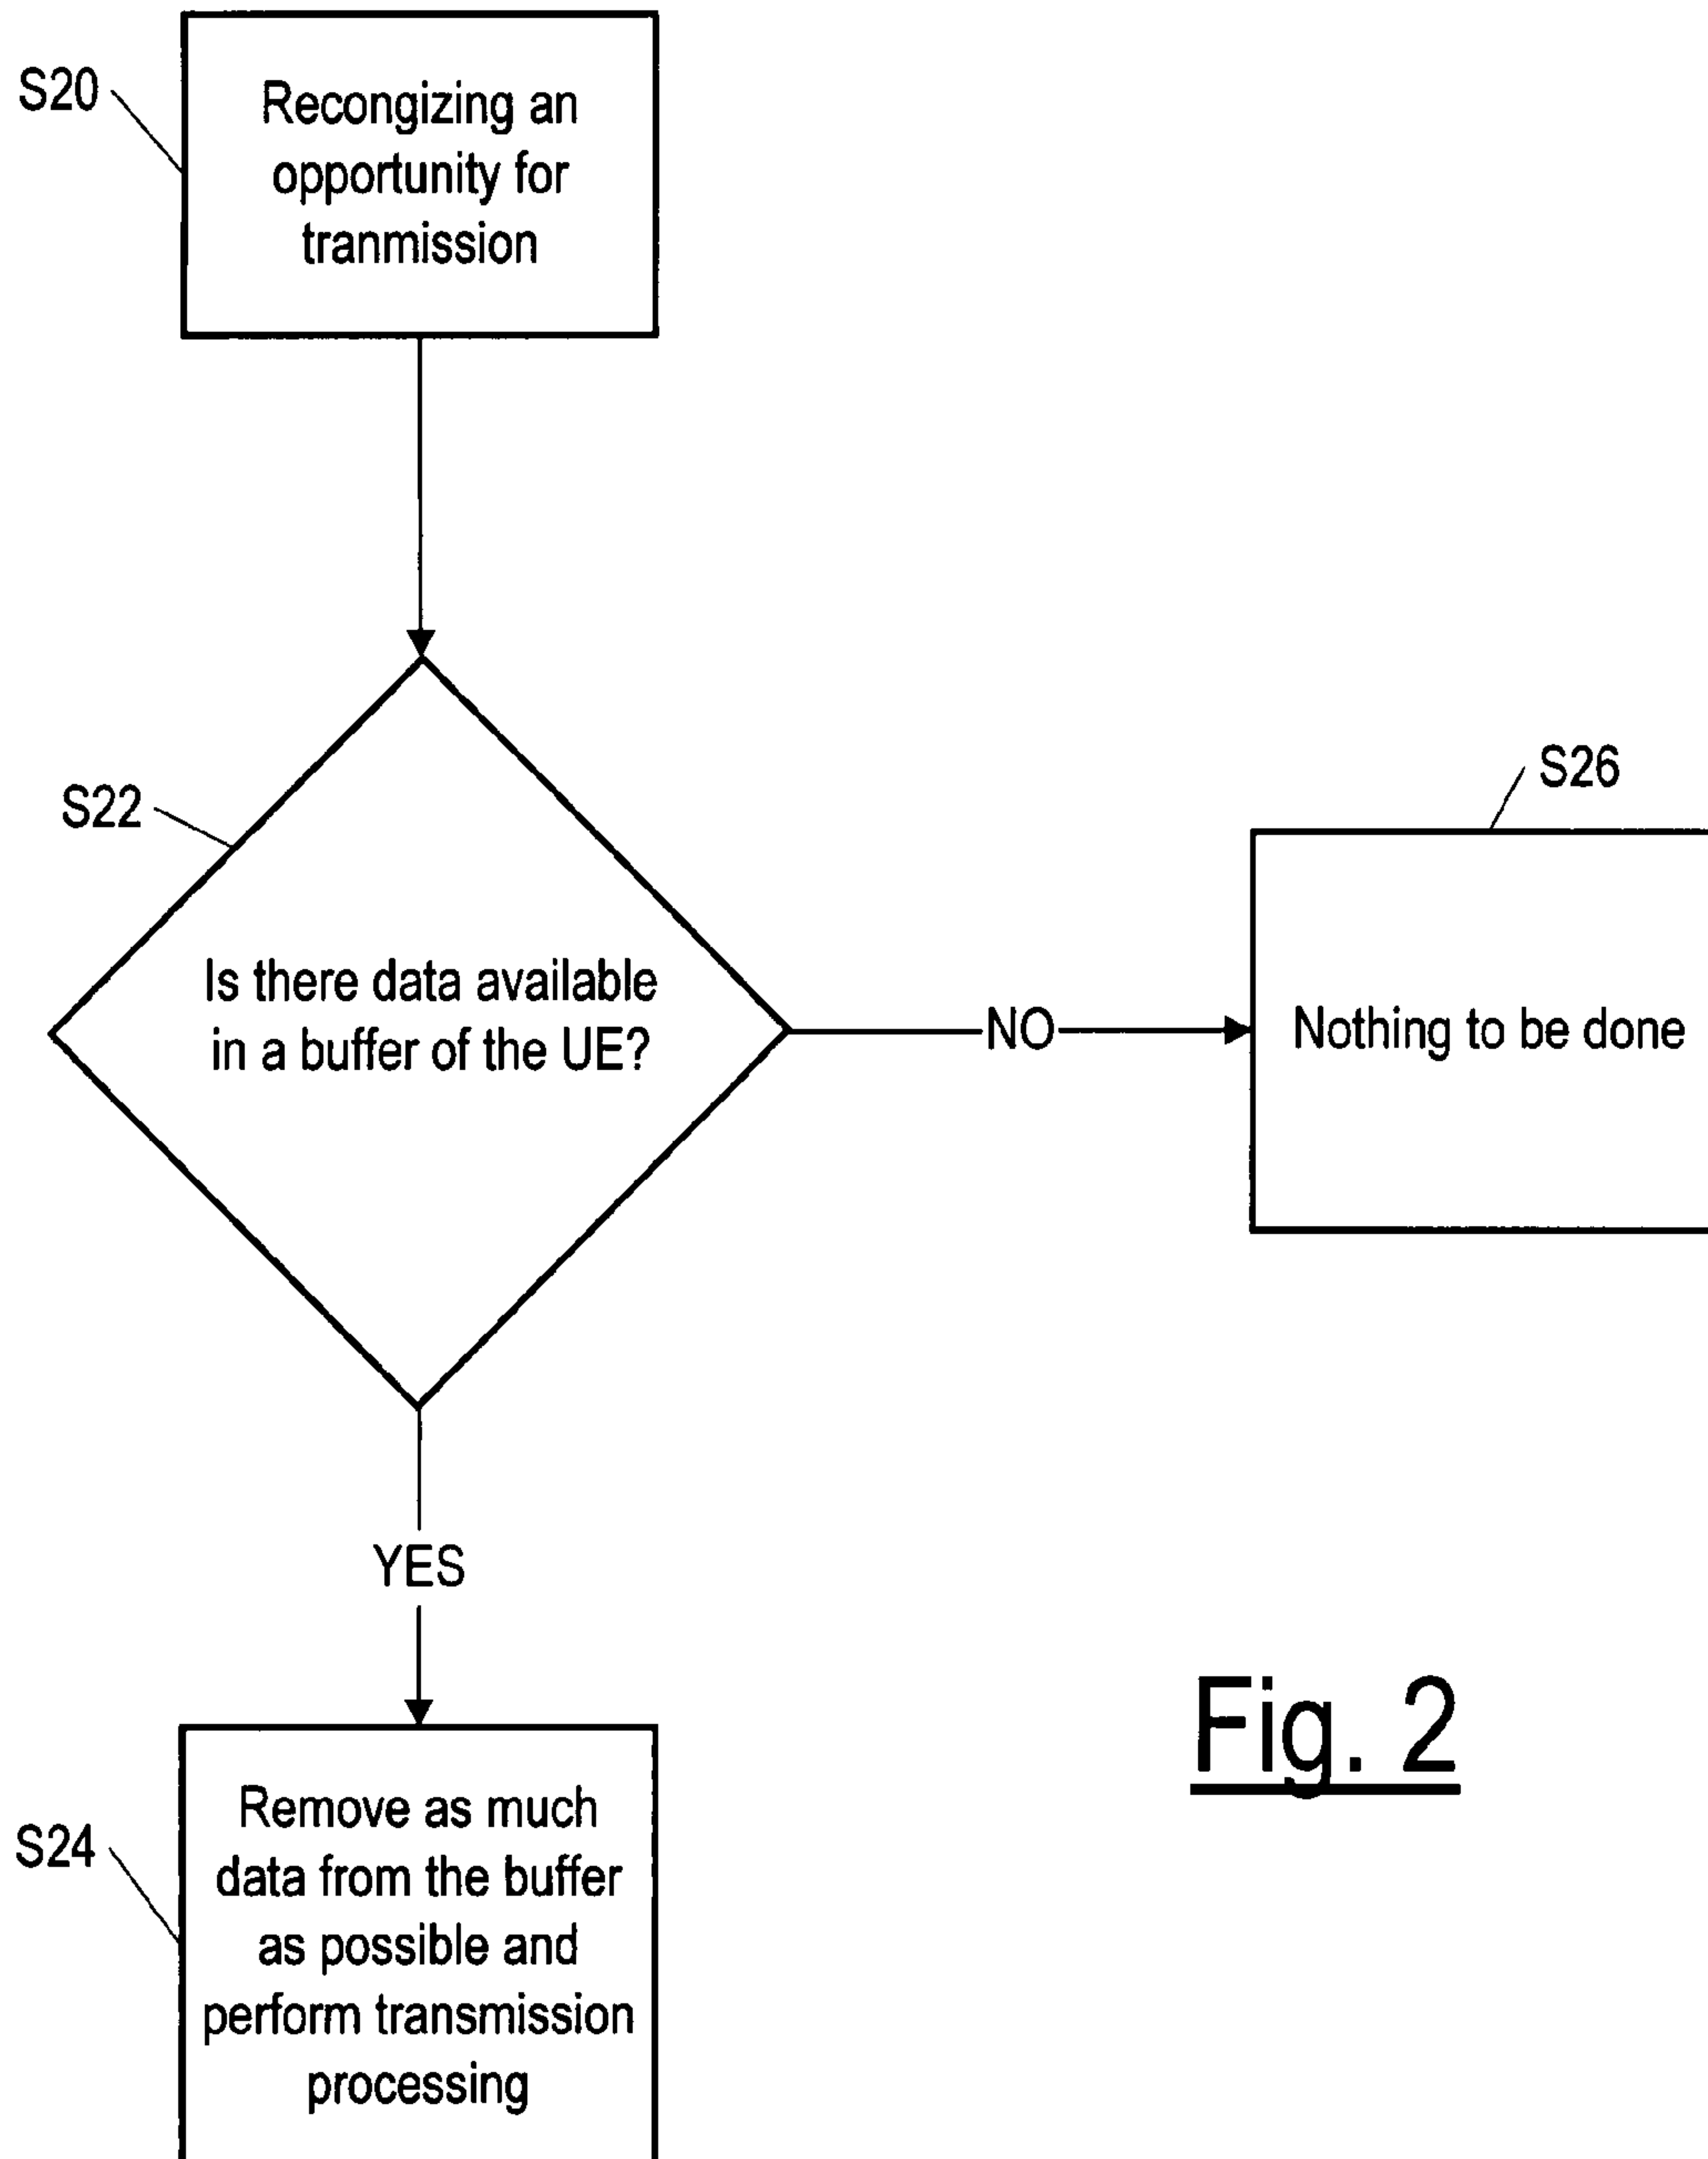 S20
Recongizing an
opportunity for
tranmission
S22
Is there data available
in a buffer of the UE?
NO
S26
Nothing to be done
YES
S24
Remove as much
data from the buffer
as possible and
perform transmission
processing
Fig. 2